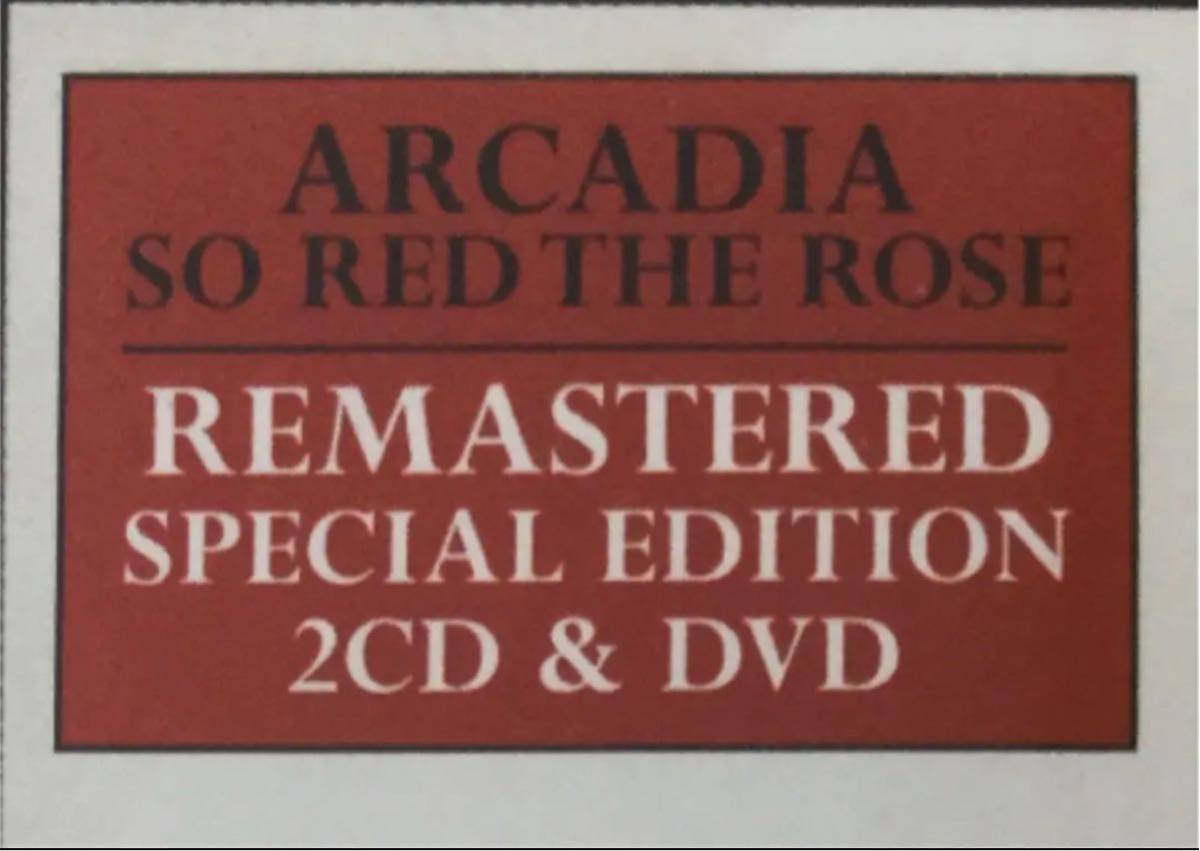 ARCADIA
SO RED THE ROSE
REMASTERED
SPECIAL EDITION
2CD & DVD